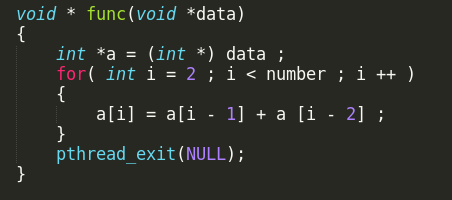 void * func(void *data)
{
    int *a = (int *) data ;
    for( int i = 2 ; i < number ; i ++ )
    {
        a[i] = a[i - 1] + a [i - 2] ;
    }
    pthread_exit(NULL);
}